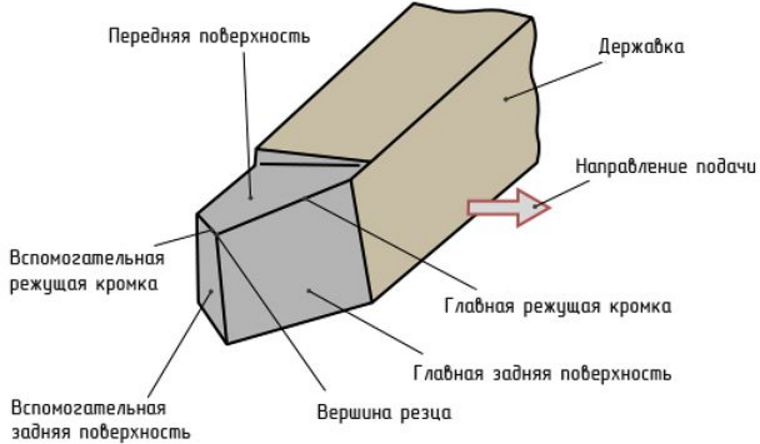 Передняя поверхность
Державка
Направление подачи
Вспомогательная
режущая кромка
Главная режущая кромка
Главная задняя поверхность
Вспомогательная
задняя поверхность
Вершина резца